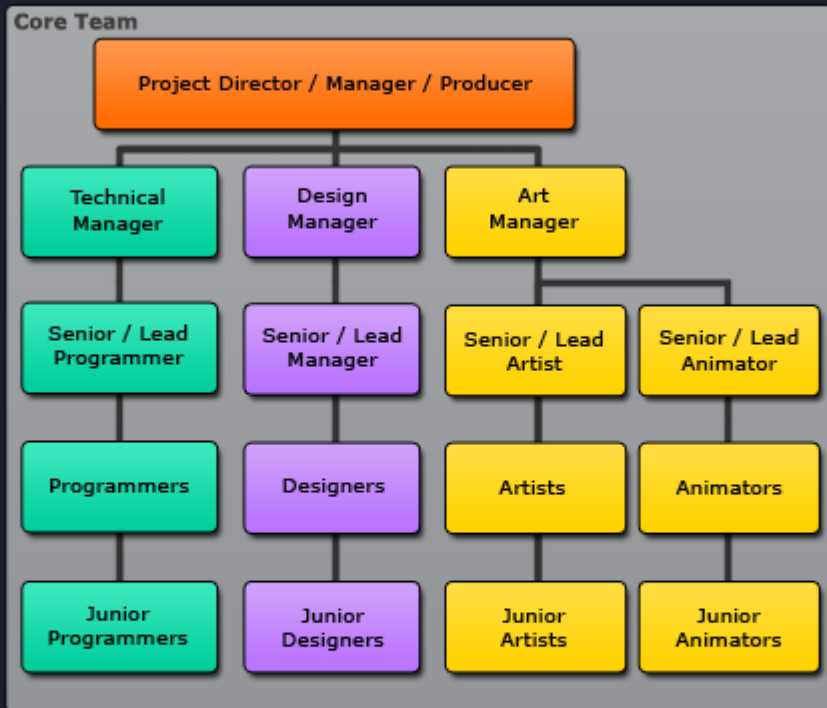 Core Team
Project Director / Manager / Producer
Technical
Manager
Design
Manager
Art
Manager
Senior / Lead
Programmer
Senior / Lead
Manager
Senior / Lead
Artist
Senior / Lead
Animator
Programmers
Designers
Artists
Animators
Junior
Programmers
Junior
Designers
Junior
Artists
Junior
Animators